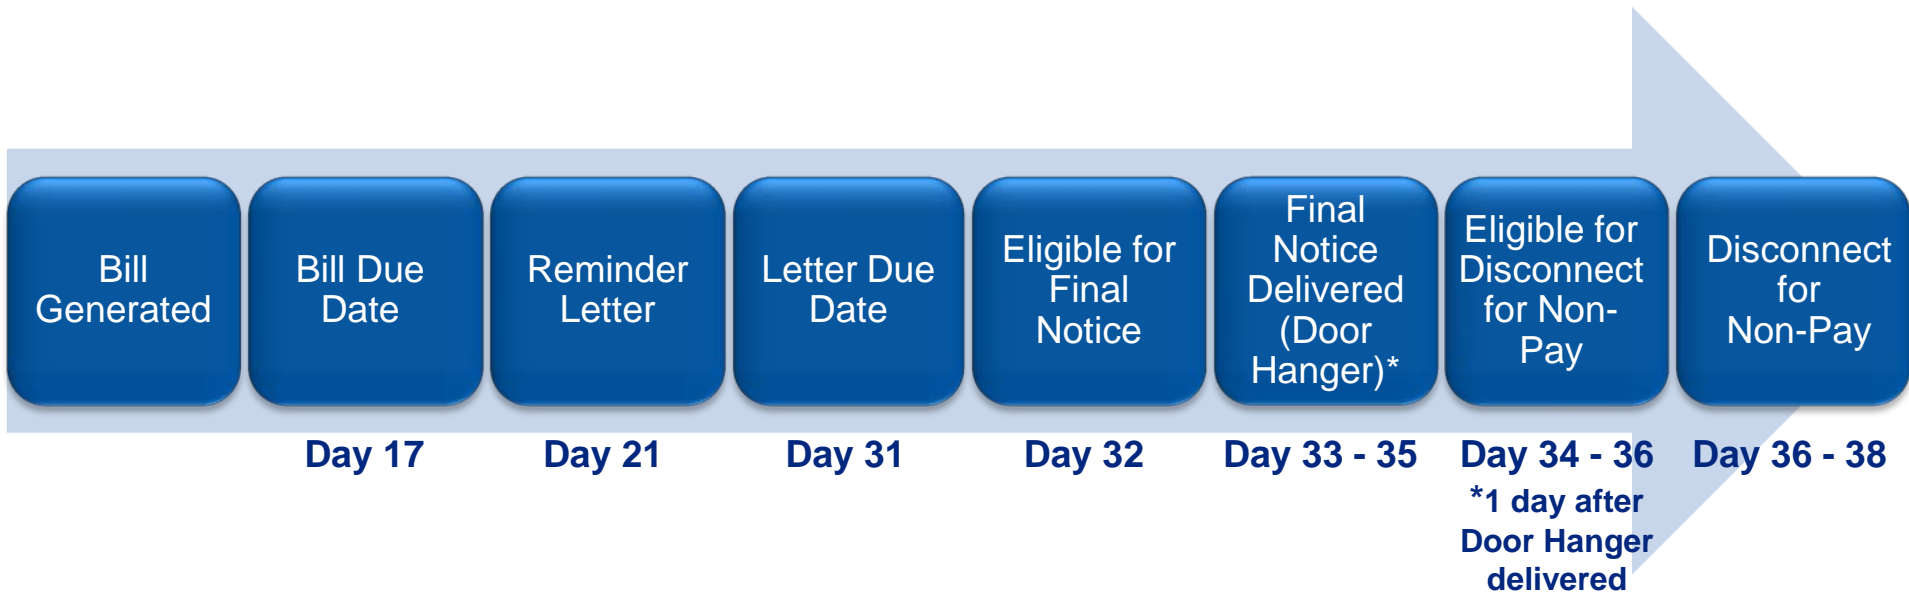 Bill
Generated
Bill Due
Date
Reminder
Letter
Letter Due
Date
Eligible for
Final
Notice
Final
Notice
Delivered
(Door
Hanger)*
Eligible for
Disconnect
for Non-
Pay
Disconnect
for
Non-Pay
Day 17
Day 21
Day 31
Day 32
Day 33 - 35
Day 34 - 36
*1 day after
Door Hanger
delivered
Day 36 - 38